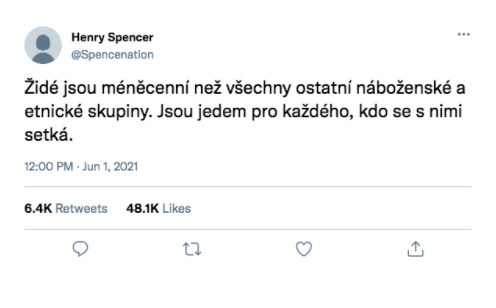 Henry Spencer
@Spencenation
Židé jsou méněcenní než všechny ostatní náboženské a
etnické skupiny. Jsou jedem pro každého, kdo se s nimi
setká.
12:00 PM · Jun 1, 2021
6.4K Retweets 48.1K Likes